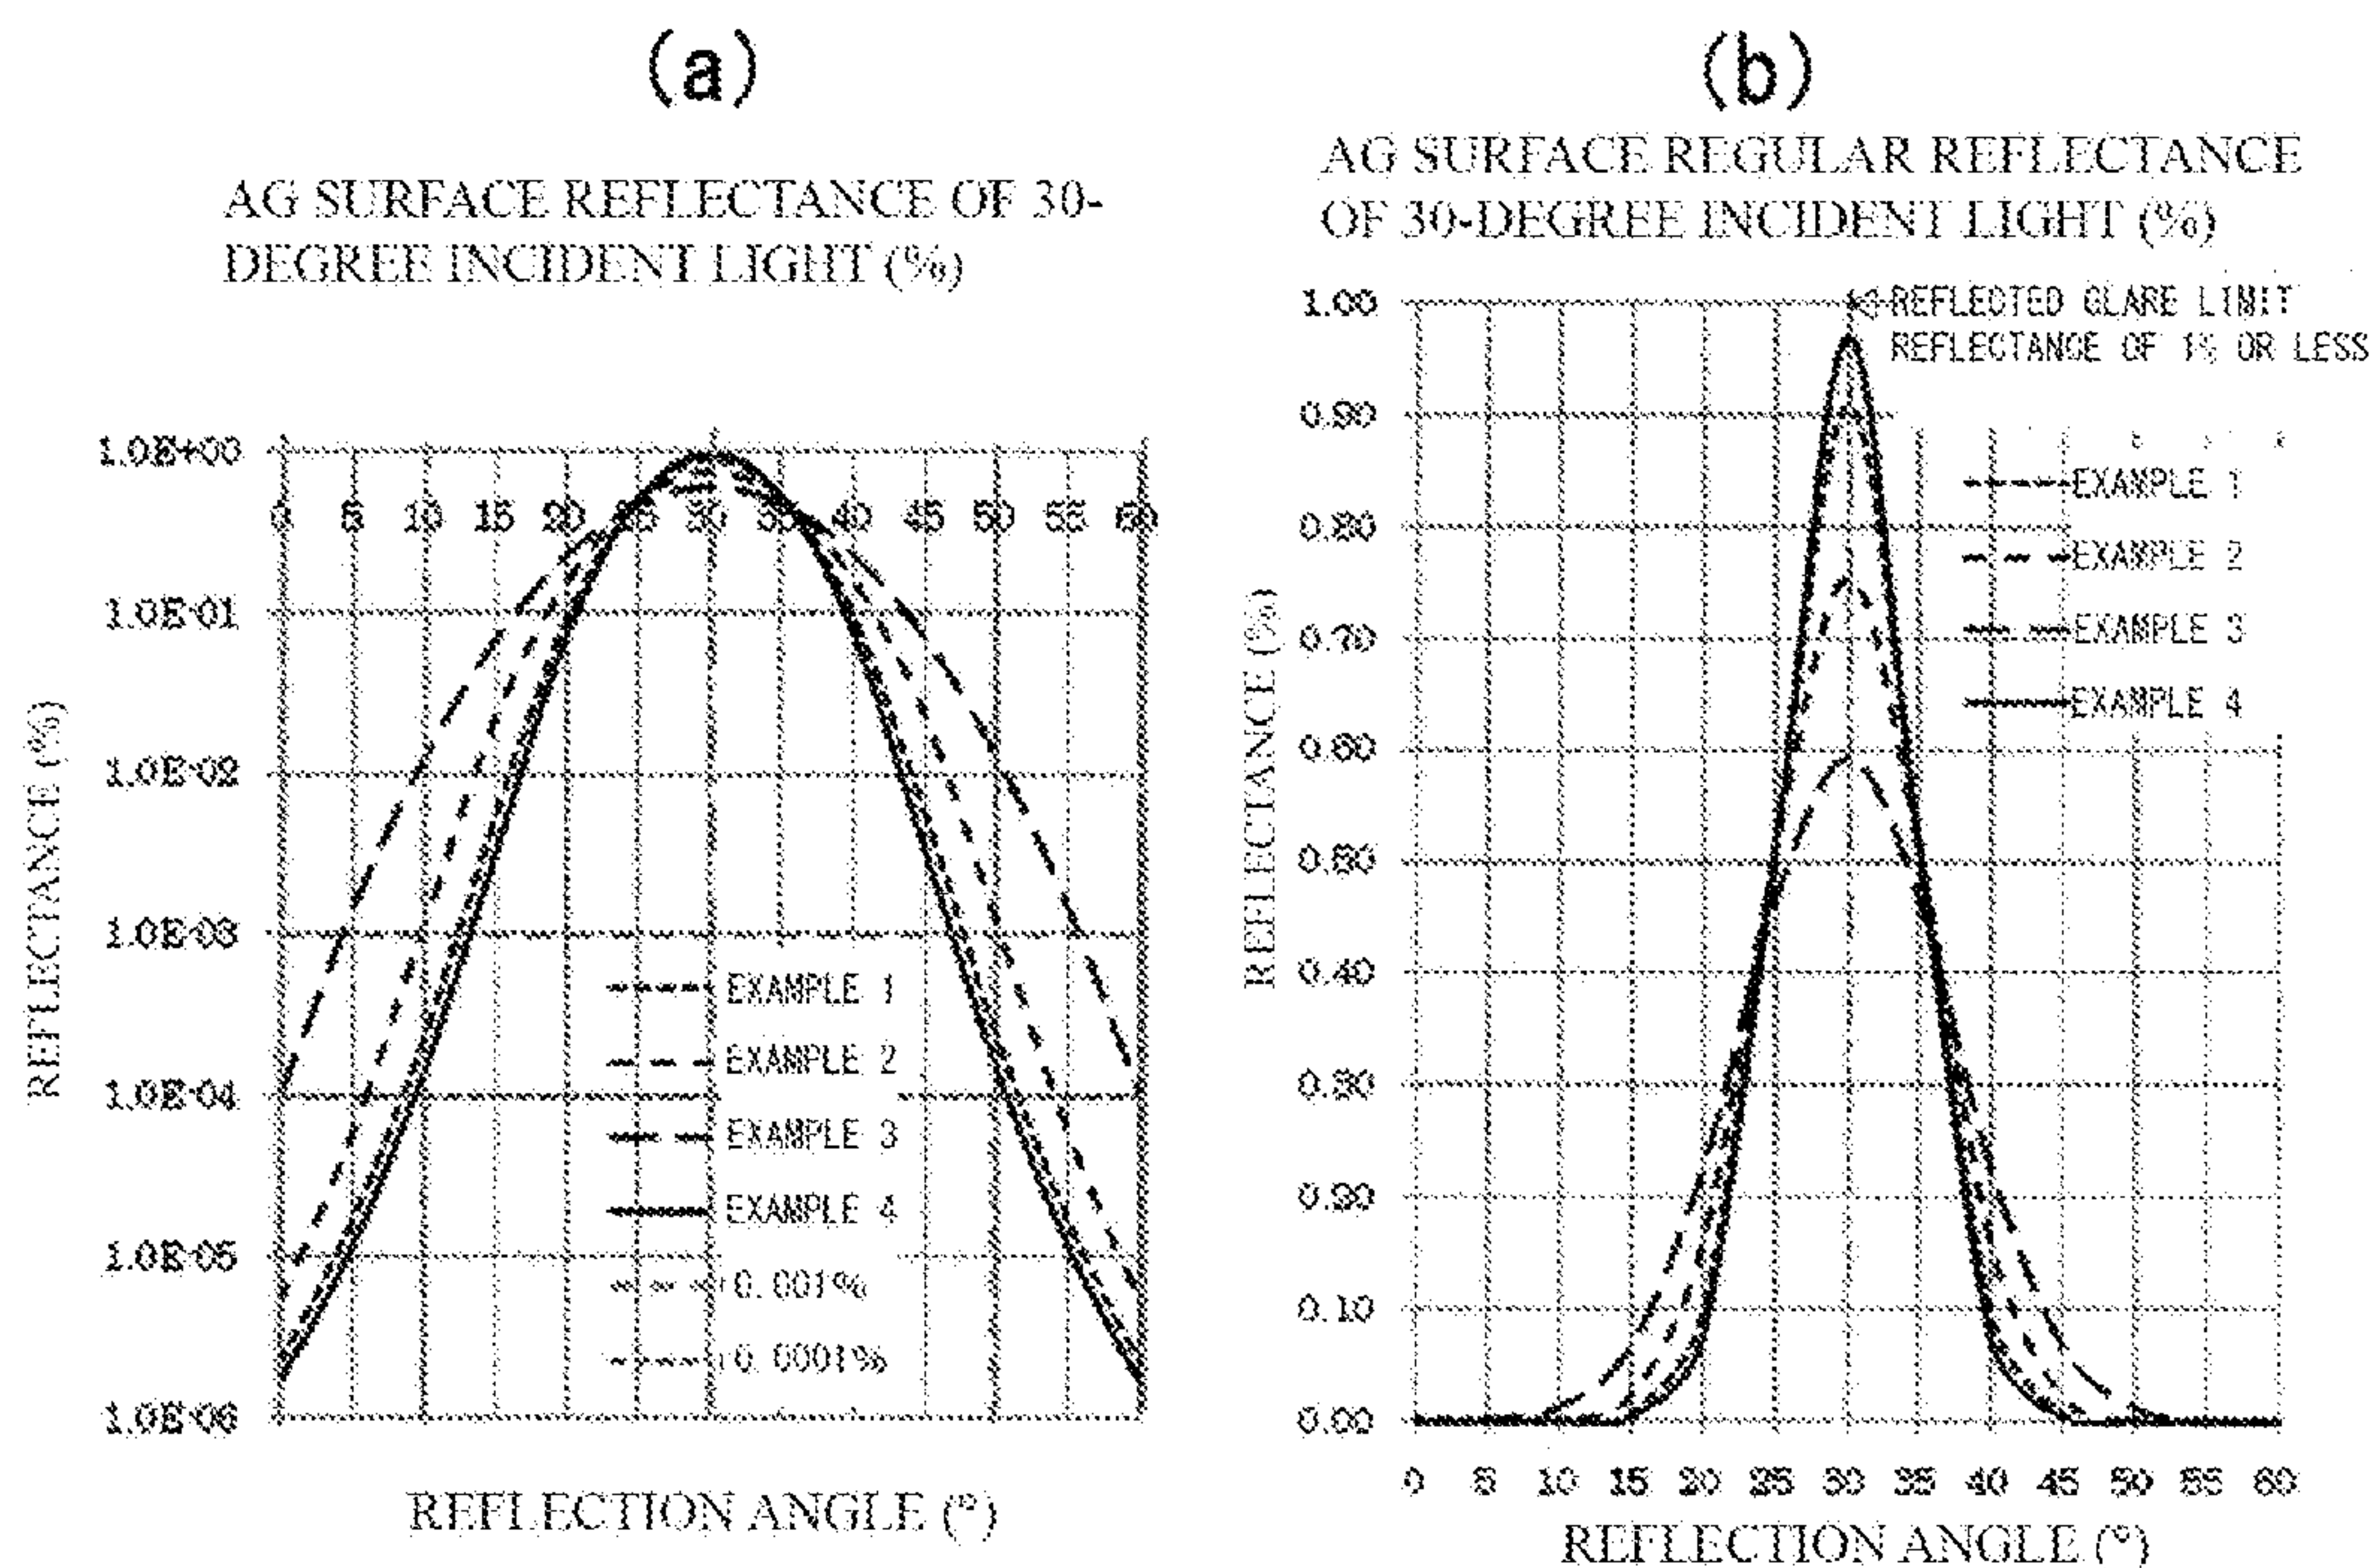 (a)
AG SURFACE REFLECTANCE OF 30-
DEGREE INCIDENT LIGHT (%)
1.0E+00
0 5 10 15 20 25 30 35 40 45 50 55 60
1.0E-01
1.0E-02
1.0E-03
1.0E-04
1.0E-05
1.0E-06
REFLECTANCE (%)
EXAMPLE 1
EXAMPLE 2
EXAMPLE 3
EXAMPLE 4
0.001%
0.0001%
REFLECTION ANGLE (°)
(b)
AG SURFACE REGULAR REFLECTANCE
OF 30-DEGREE INCIDENT LIGHT (%)
REFLECTED GLARE LIMIT
REFLECTANCE OF 1% OR LESS
1.00
0.90
0.80
0.70
0.60
0.50
0.40
0.30
0.20
0.10
0.00
REFLECTANCE (%)
EXAMPLE 1
EXAMPLE 2
EXAMPLE 3
EXAMPLE 4
0 5 10 15 20 25 30 35 40 45 50 55 60
REFLECTION ANGLE (°)